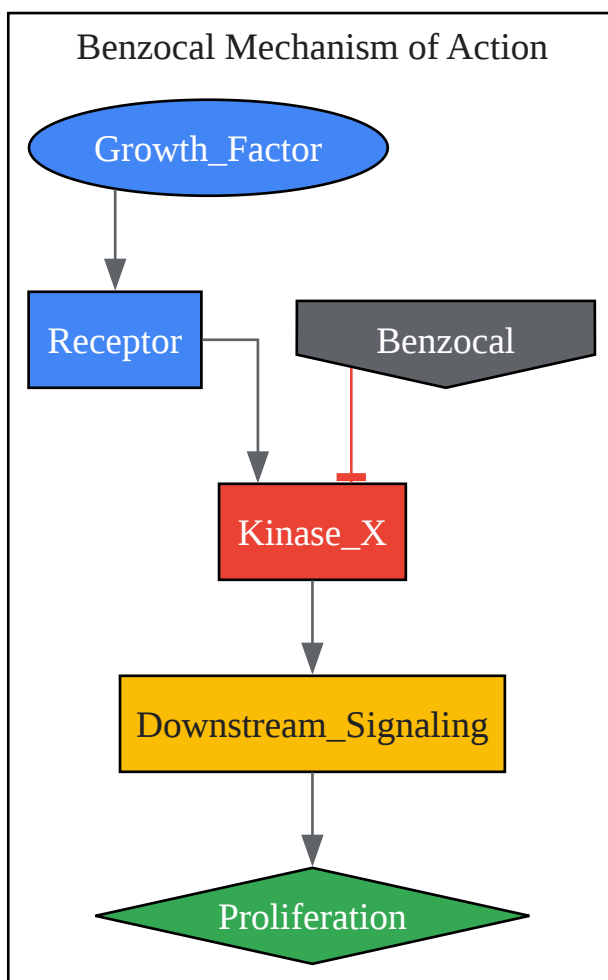 Benzocal Mechanism of Action
Growth_Factor
Receptor
Benzocal
Kinase_X
Downstream_Signaling
Proliferation